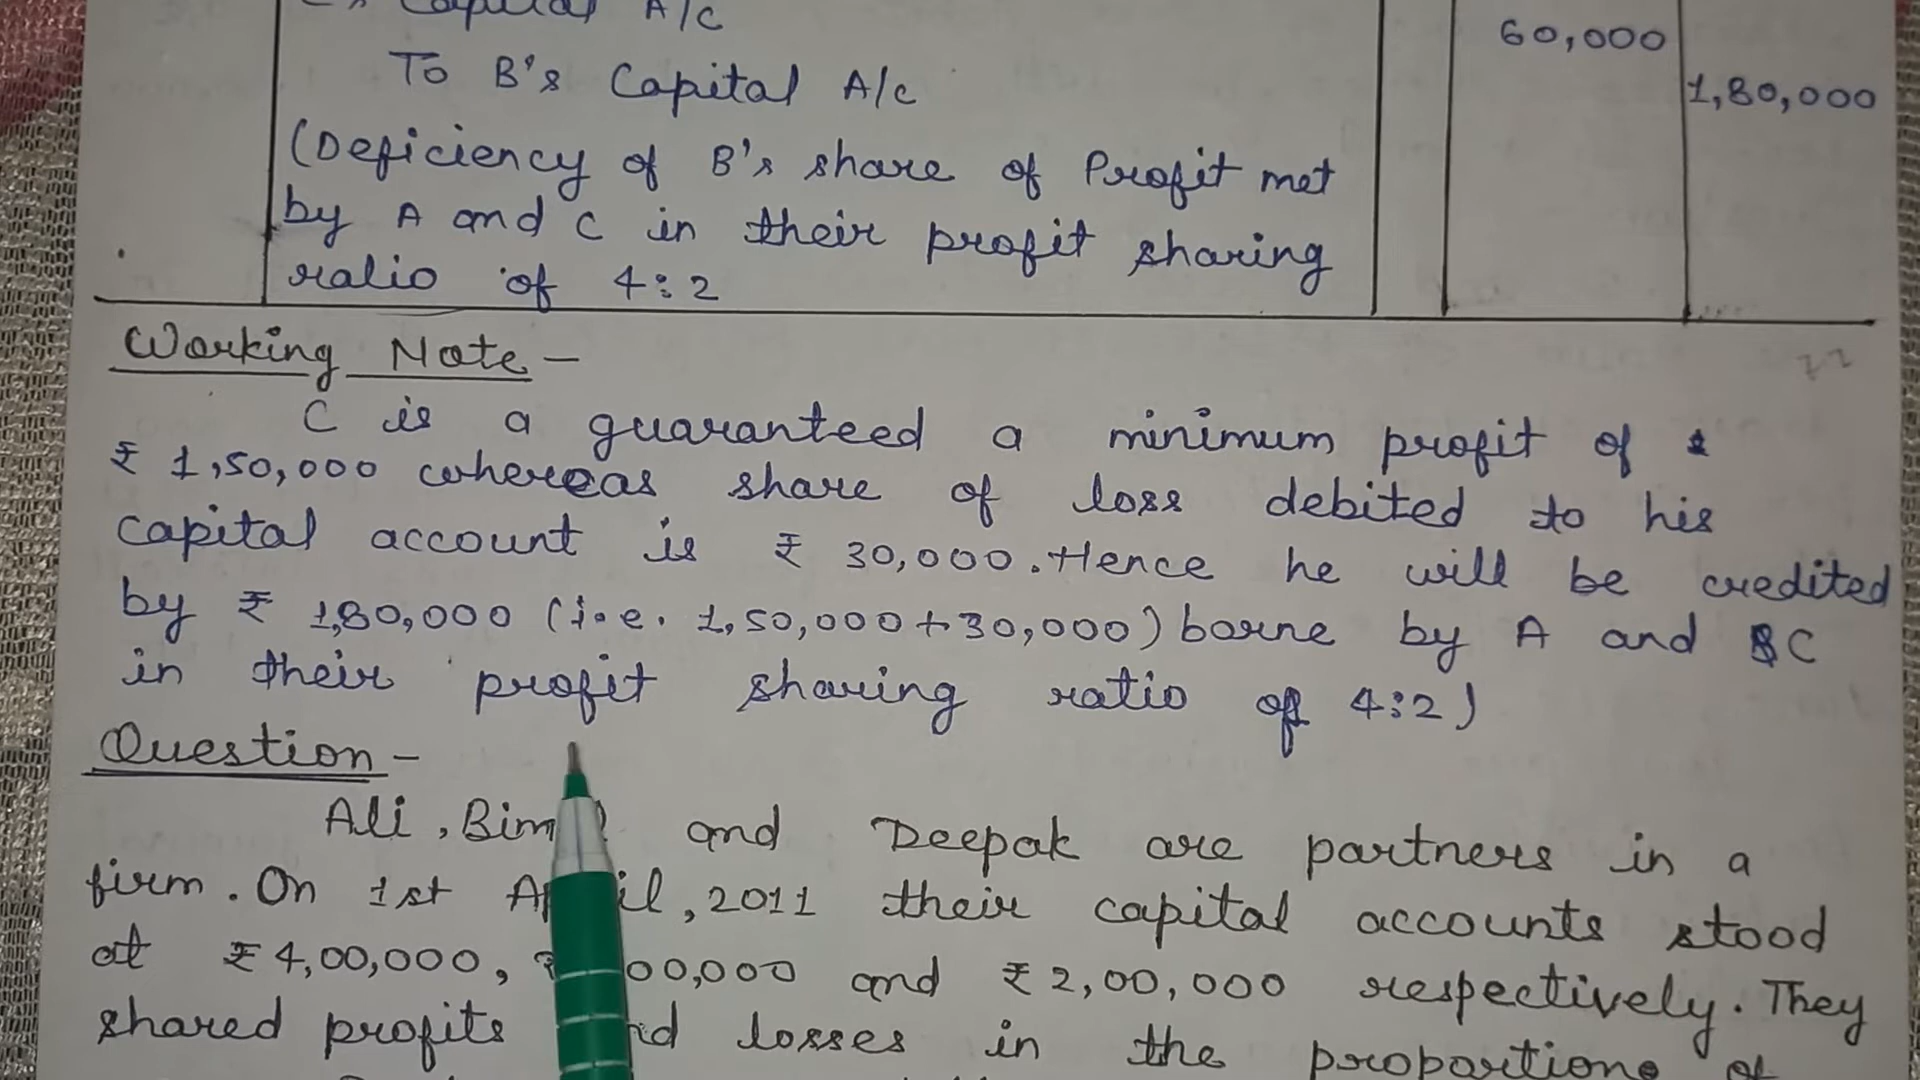 Capital A/c
60,000
To B's Capital A/c
1,80,000
(Deficiency of B's share of Profit met
by A and C in their profit sharing
ratio of 4:2
Working Note -
C is a guaranteed a minimum profit of
₹ 1,50,000 whereas share of loss debited to his
capital account is ₹ 30,000. Hence he will be credited
by ₹ 1,80,000 (i.e. 1,50,000+30,000) borne by A and C
in their profit sharing ratio of 4:2)
Question -
Ali, and Deepak are partners in a
firm. On 1st 2011 their capital accounts stood
at ₹4,00,000, 00,000 and ₹2,00,000 respectively. They
shared profits losses in the proportions of